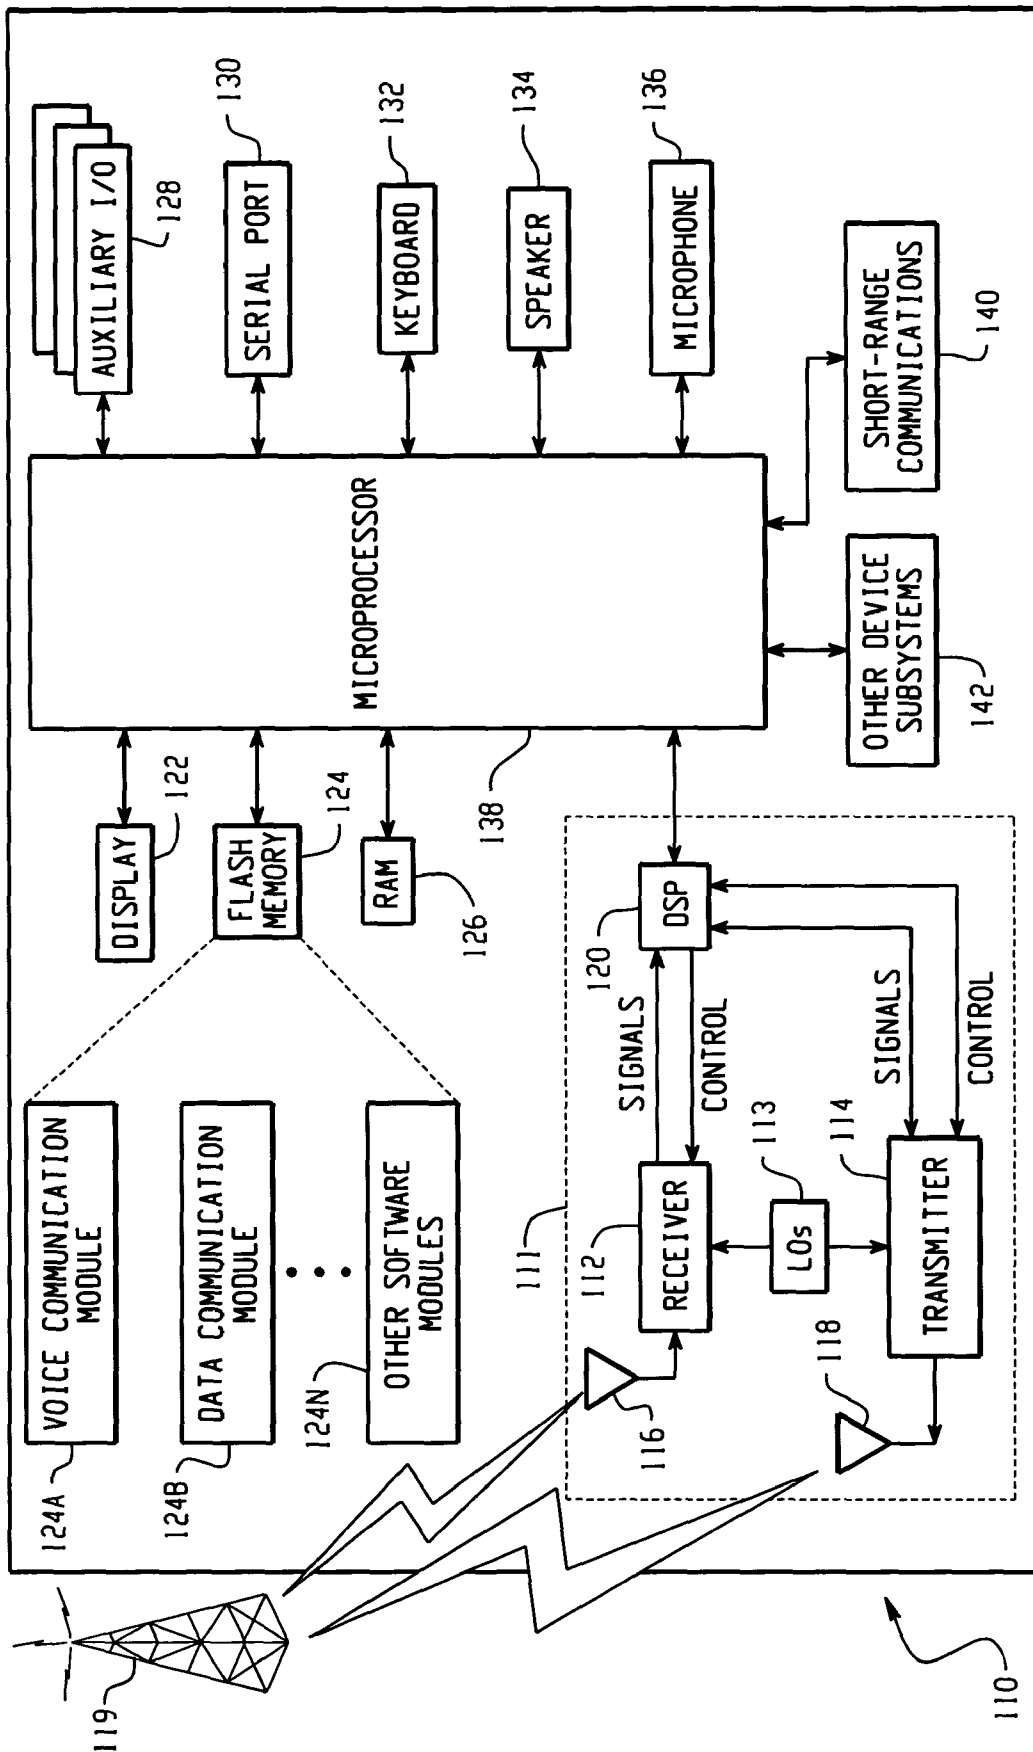 119
124A
VOICE COMMUNICATION
MODULE
124B
DATA COMMUNICATION
MODULE
124N
OTHER SOFTWARE
MODULES
DISPLAY
122
FLASH
MEMORY
124
RAM
126
MICROPROCESSOR
138
AUXILIARY I/O
128
SERIAL PORT
130
KEYBOARD
132
SPEAKER
134
MICROPHONE
136
SHORT-RANGE
COMMUNICATIONS
140
OTHER DEVICE
SUBSYSTEMS
142
111
116
RECEIVER
112
SIGNALS
CONTROL
DSP
120
LOs
113
118
TRANSMITTER
114
SIGNALS
CONTROL
110